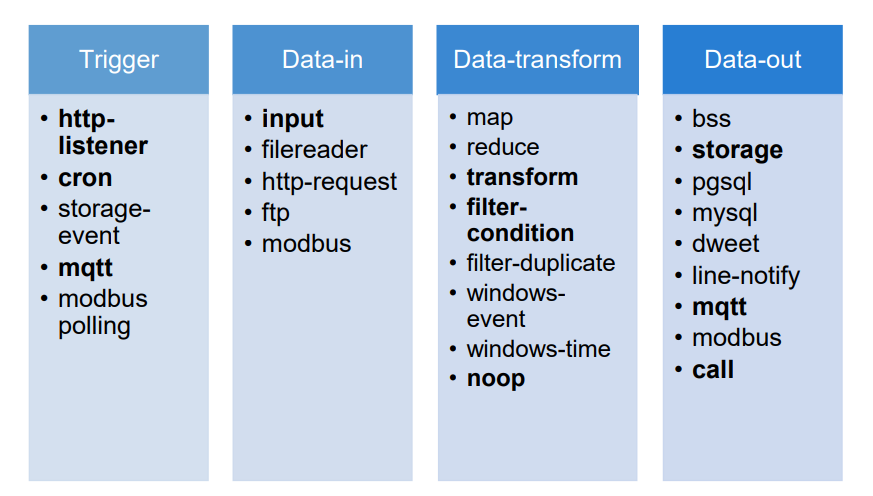 Trigger
• http-
listener
• cron
• storage-
event
• mqtt
• modbus
polling
Data-in
• input
• filereader
• http-request
• ftp
• modbus
Data-transform
• map
• reduce
• transform
• filter-
condition
• filter-duplicate
• windows-
event
• windows-time
• noop
Data-out
• bss
• storage
• pgsql
• mysql
• dweet
• line-notify
• mqtt
• modbus
• call